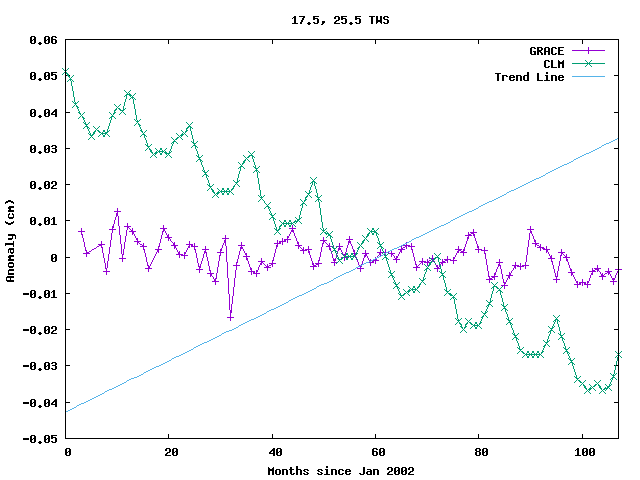 17.5, 25.5 TWS
0.06
0.05
0.04
0.03
0.02
0.01
0
-0.01
-0.02
-0.03
-0.04
-0.05
Anomaly (cm)
GRACE
CLM
Trend Line
0 20 40 60 80 100
Months since Jan 2002